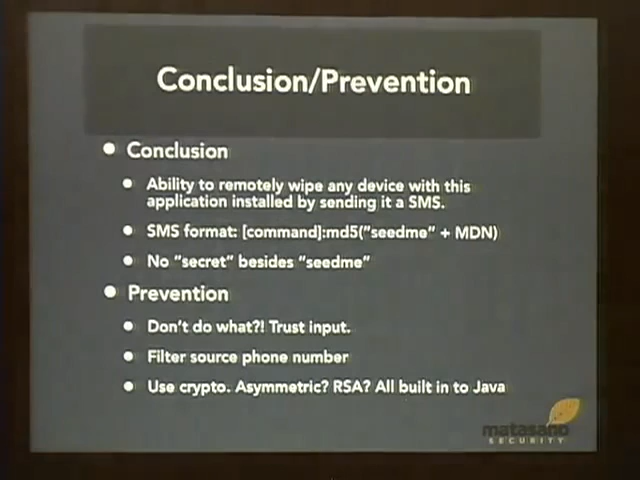 Conclusion/Prevention
Conclusion
Ability to remotely wipe any device with this
application installed by sending it a SMS.
SMS format: [command]:md5("seedme" + MDN)
No "secret" besides "seedme"
Prevention
Don't do what?! Trust input.
Filter source phone number
Use crypto. Asymmetric? RSA? All built in to Java
matasano
SECURITY